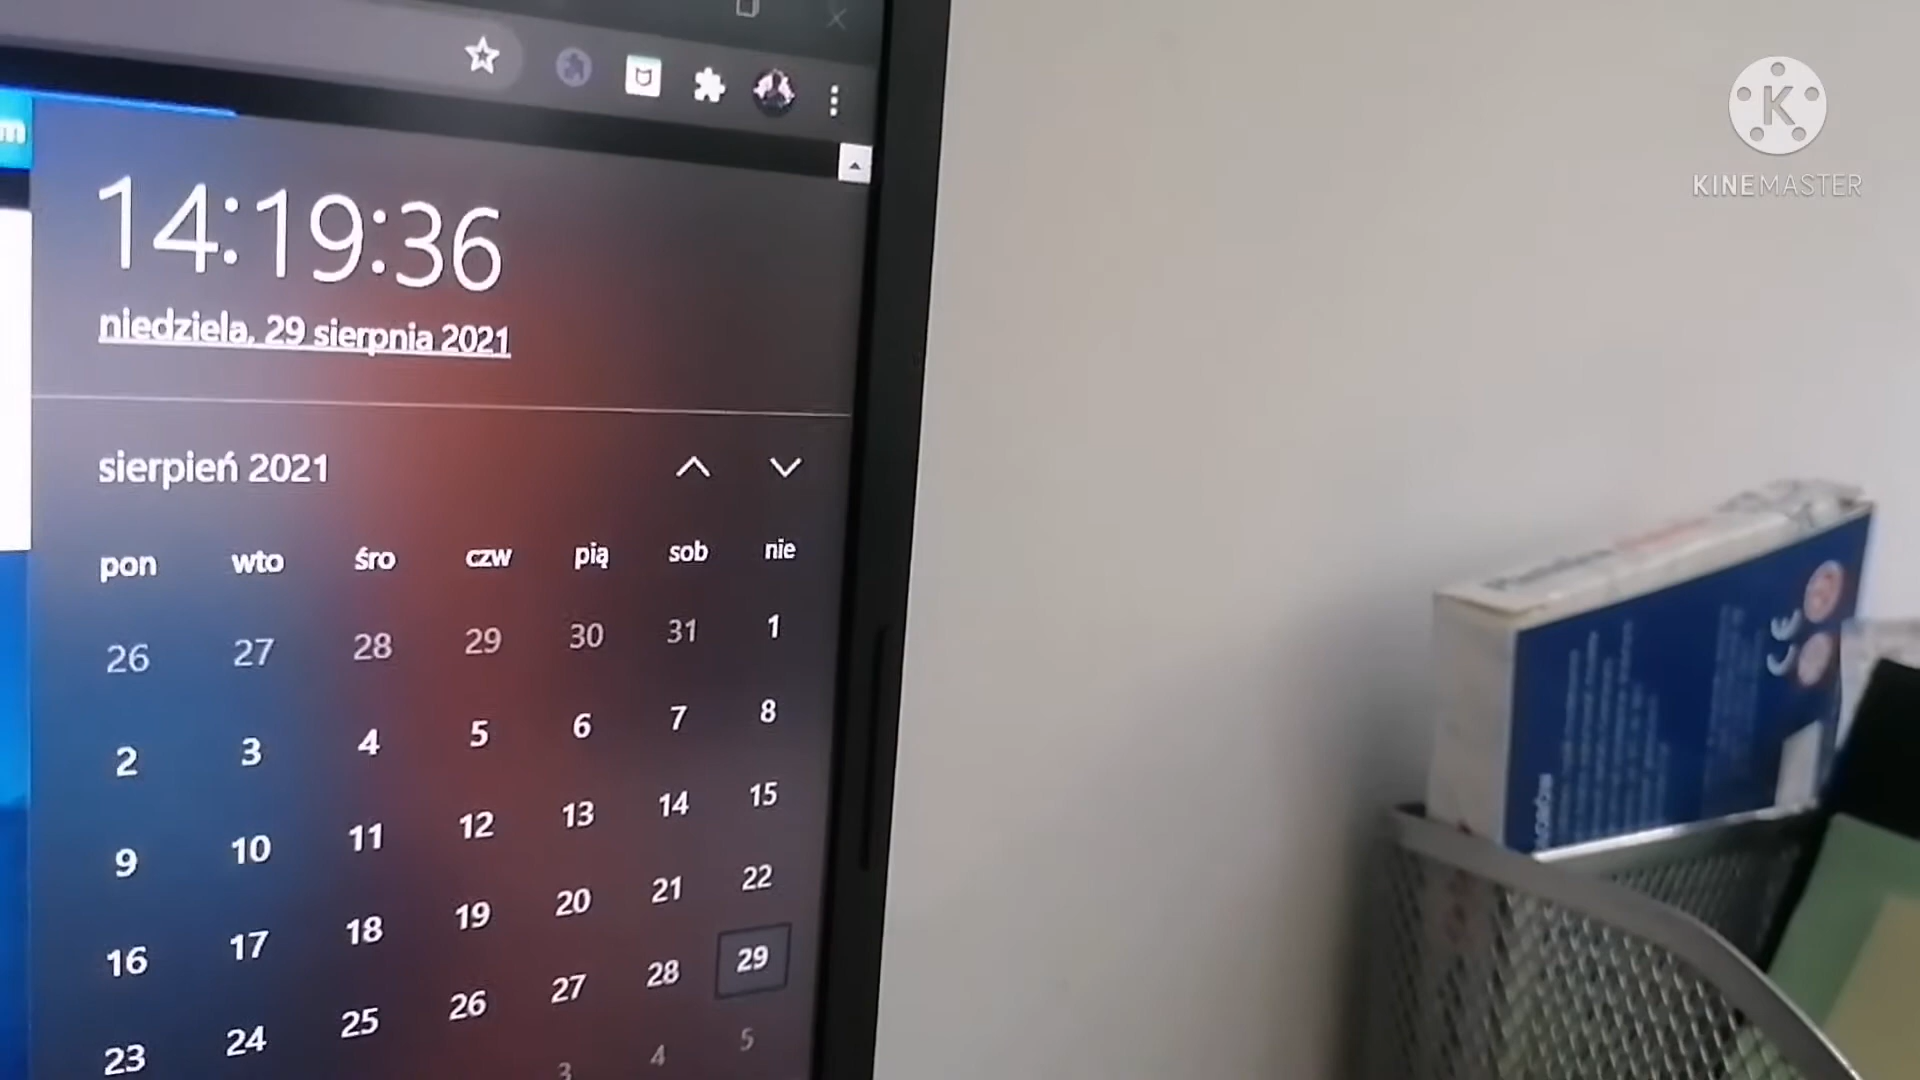 m
14:19:36
niedziela, 29 sierpnia 2021
sierpień 2021
pon wto śro czw pią sob nie
26 27 28 29 30 31 1
2 3 4 5 6 7 8
9 10 11 12 13 14 15
16 17 18 19 20 21 22
23 24 25 26 27 28 29
3 4 5
K
KINEMASTER
CE